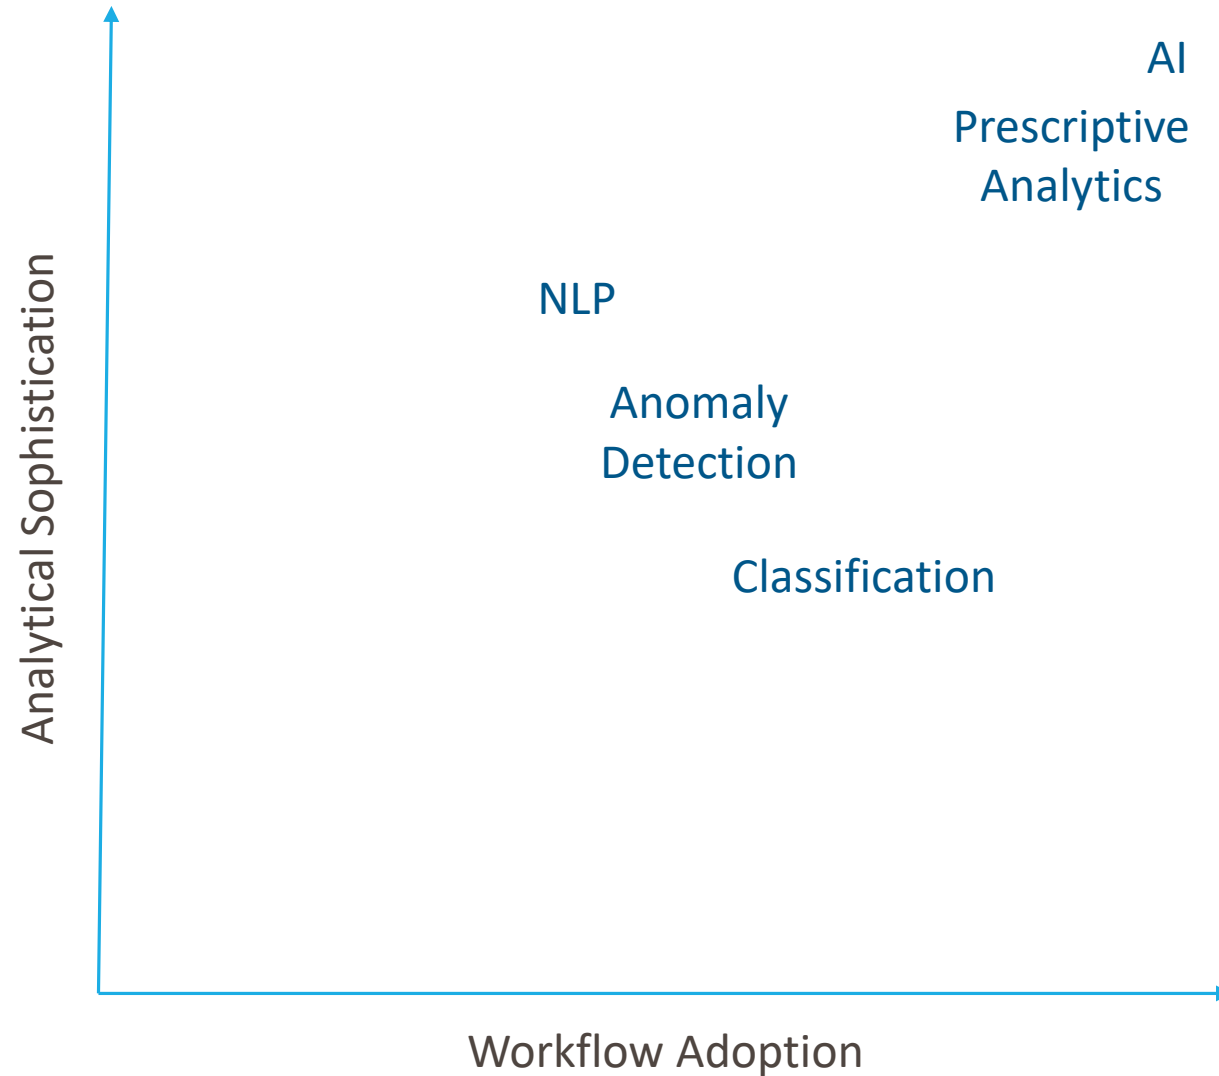 AI
Prescriptive
Analytics
NLP
Anomaly
Detection
Classification
Analytical Sophistication
Workflow Adoption